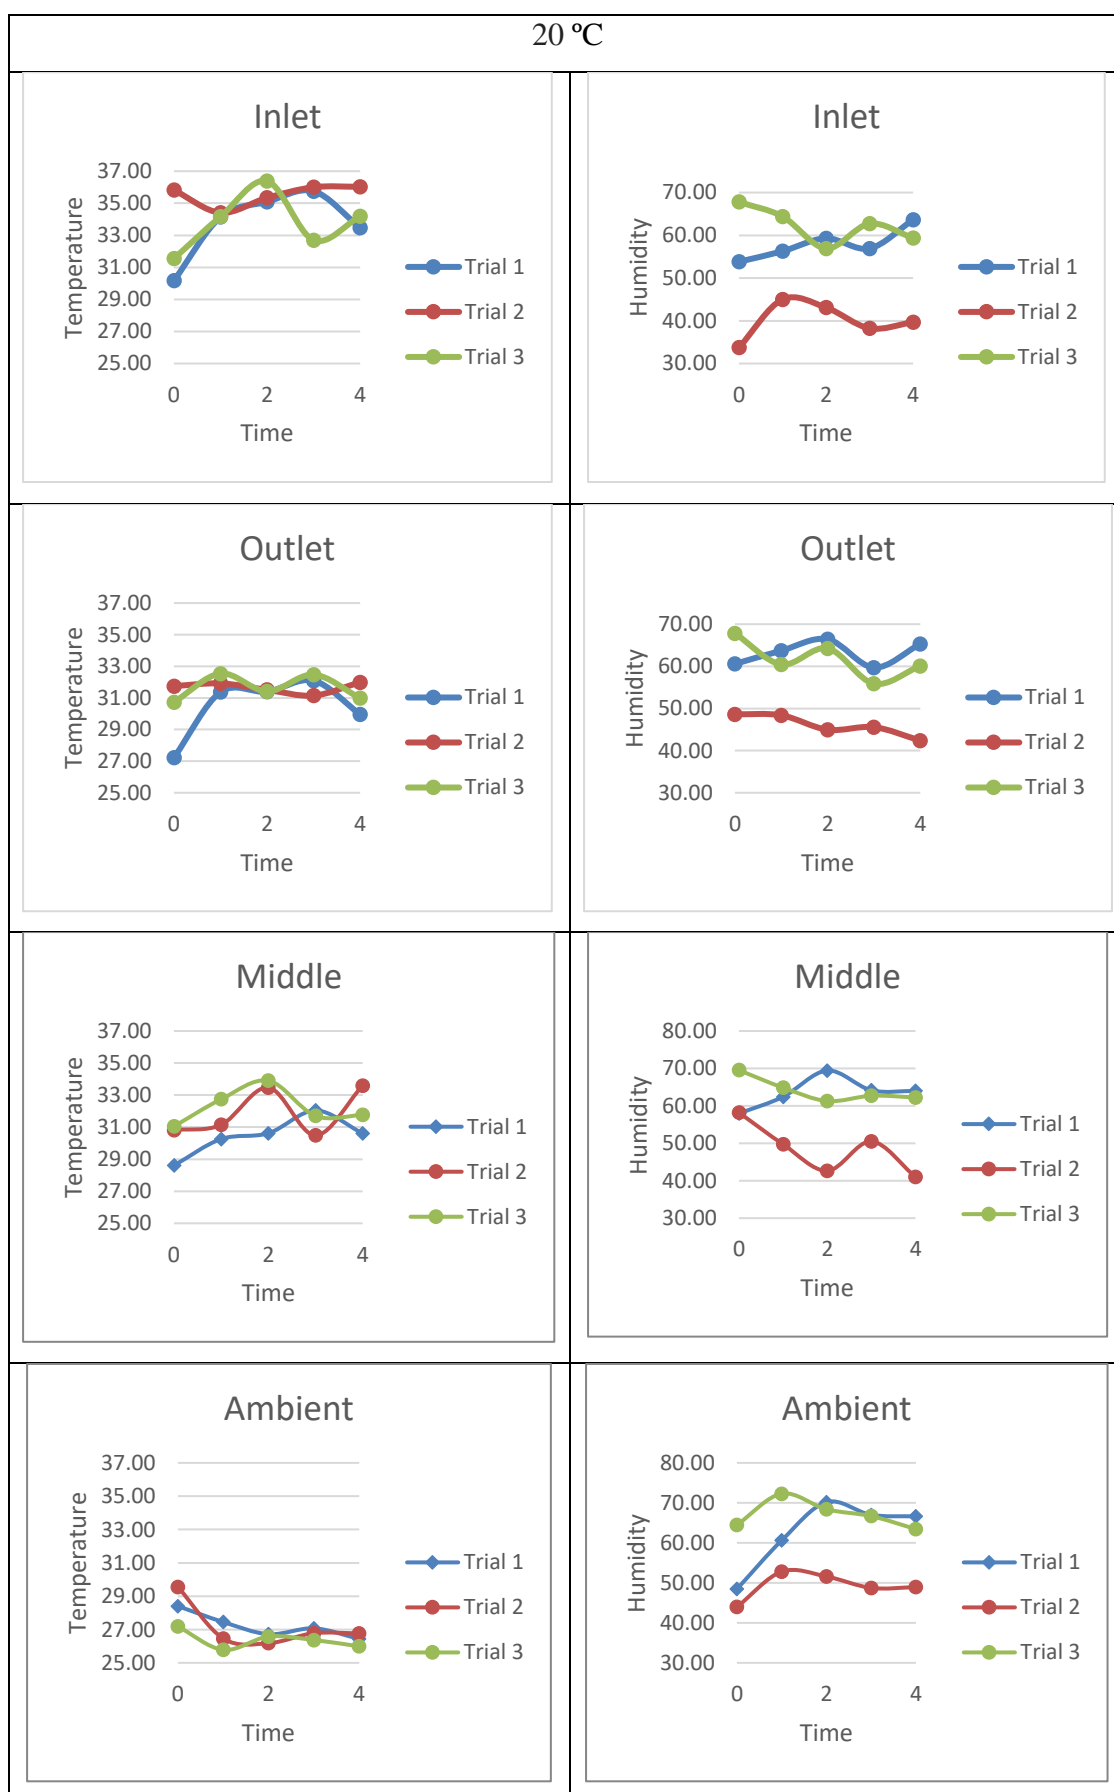 20 ºC
Inlet
37.00
35.00
33.00
31.00
29.00
27.00
25.00
Temperature
0 2 4
Time
Trial 1
Trial 2
Trial 3
Inlet
70.00
60.00
50.00
40.00
30.00
Humidity
0 2 4
Time
Trial 1
Trial 2
Trial 3
Outlet
37.00
35.00
33.00
31.00
29.00
27.00
25.00
Temperature
0 2 4
Time
Trial 1
Trial 2
Trial 3
Outlet
70.00
60.00
50.00
40.00
30.00
Humidity
0 2 4
Time
Trial 1
Trial 2
Trial 3
Middle
37.00
35.00
33.00
31.00
29.00
27.00
25.00
Temperature
0 2 4
Time
Trial 1
Trial 2
Trial 3
Middle
80.00
70.00
60.00
50.00
40.00
30.00
Humidity
0 2 4
Time
Trial 1
Trial 2
Trial 3
Ambient
37.00
35.00
33.00
31.00
29.00
27.00
25.00
Temperature
0 2 4
Time
Trial 1
Trial 2
Trial 3
Ambient
80.00
70.00
60.00
50.00
40.00
30.00
Humidity
0 2 4
Time
Trial 1
Trial 2
Trial 3